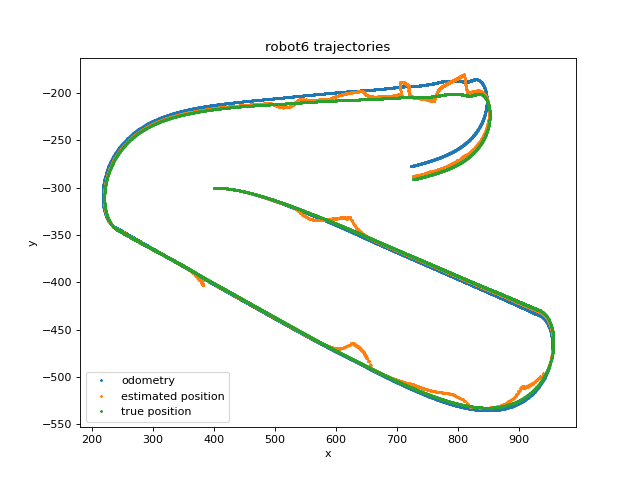 robot6 trajectories
y
−200
−250
−300
−350
−400
−450
−500
−550
odometry
estimated position
true position
200 300 400 500 600 700 800 900
x